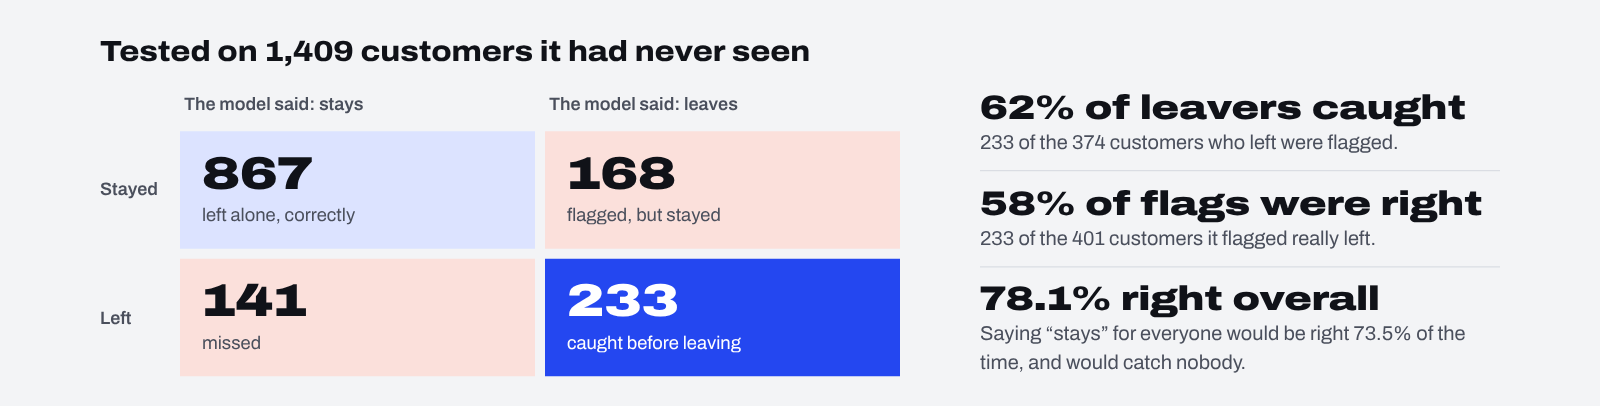 Tested on 1,409 customers it had never seen
The model said: stays
The model said: leaves
Stayed
867
left alone, correctly
168
flagged, but stayed
Left
141
missed
233
caught before leaving
62% of leavers caught
233 of the 374 customers who left were flagged.
58% of flags were right
233 of the 401 customers it flagged really left.
78.1% right overall
Saying “stays” for everyone would be right 73.5% of the
time, and would catch nobody.